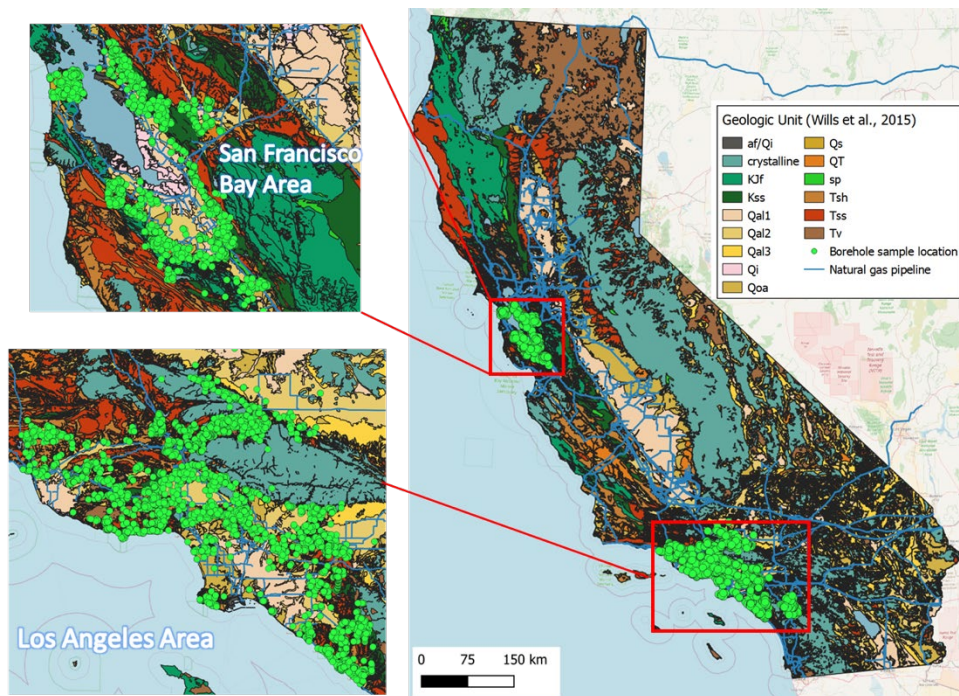 San Francisco
Bay Area
Los Angeles Area
Geologic Unit (Wills et al., 2015)
af/Qi
crystalline
KJf
Kss
Qal1
Qal2
Qal3
Qi
Qoa
Qs
QT
sp
Tsh
Tss
Tv
Borehole sample location
Natural gas pipeline
0 75 150 km